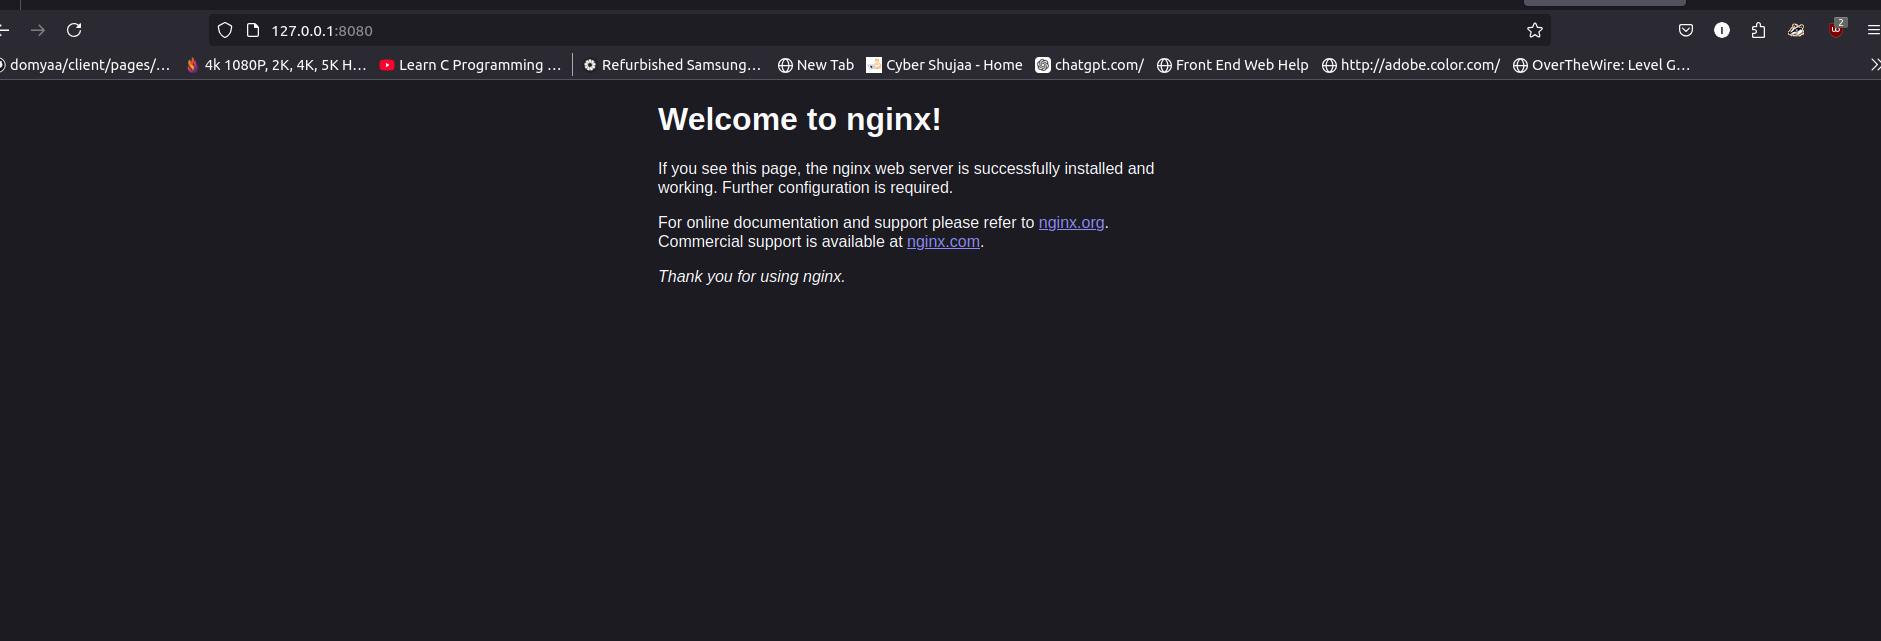 127.0.0.1:8080
2
domyaa/client/pages/… 4k 1080P, 2K, 4K, 5K H… Learn C Programming … Refurbished Samsung… New Tab Cyber Shujaa - Home chatgpt.com/ Front End Web Help http://adobe.color.com/ OverTheWire: Level G…
Welcome to nginx!
If you see this page, the nginx web server is successfully installed and
working. Further configuration is required.
For online documentation and support please refer to nginx.org.
Commercial support is available at nginx.com.
Thank you for using nginx.